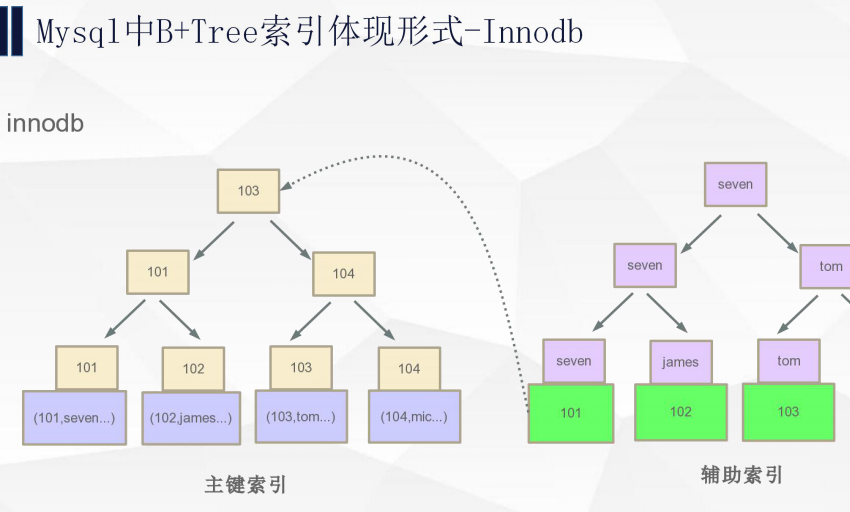 Mysql中B+Tree索引体现形式-Innodb
innodb
103
101
104
101
102
103
104
(101,seven...)
(102,james...)
(103,tom...)
(104,mic...)
主键索引
seven
seven
tom
seven
james
tom
101
102
103
辅助索引